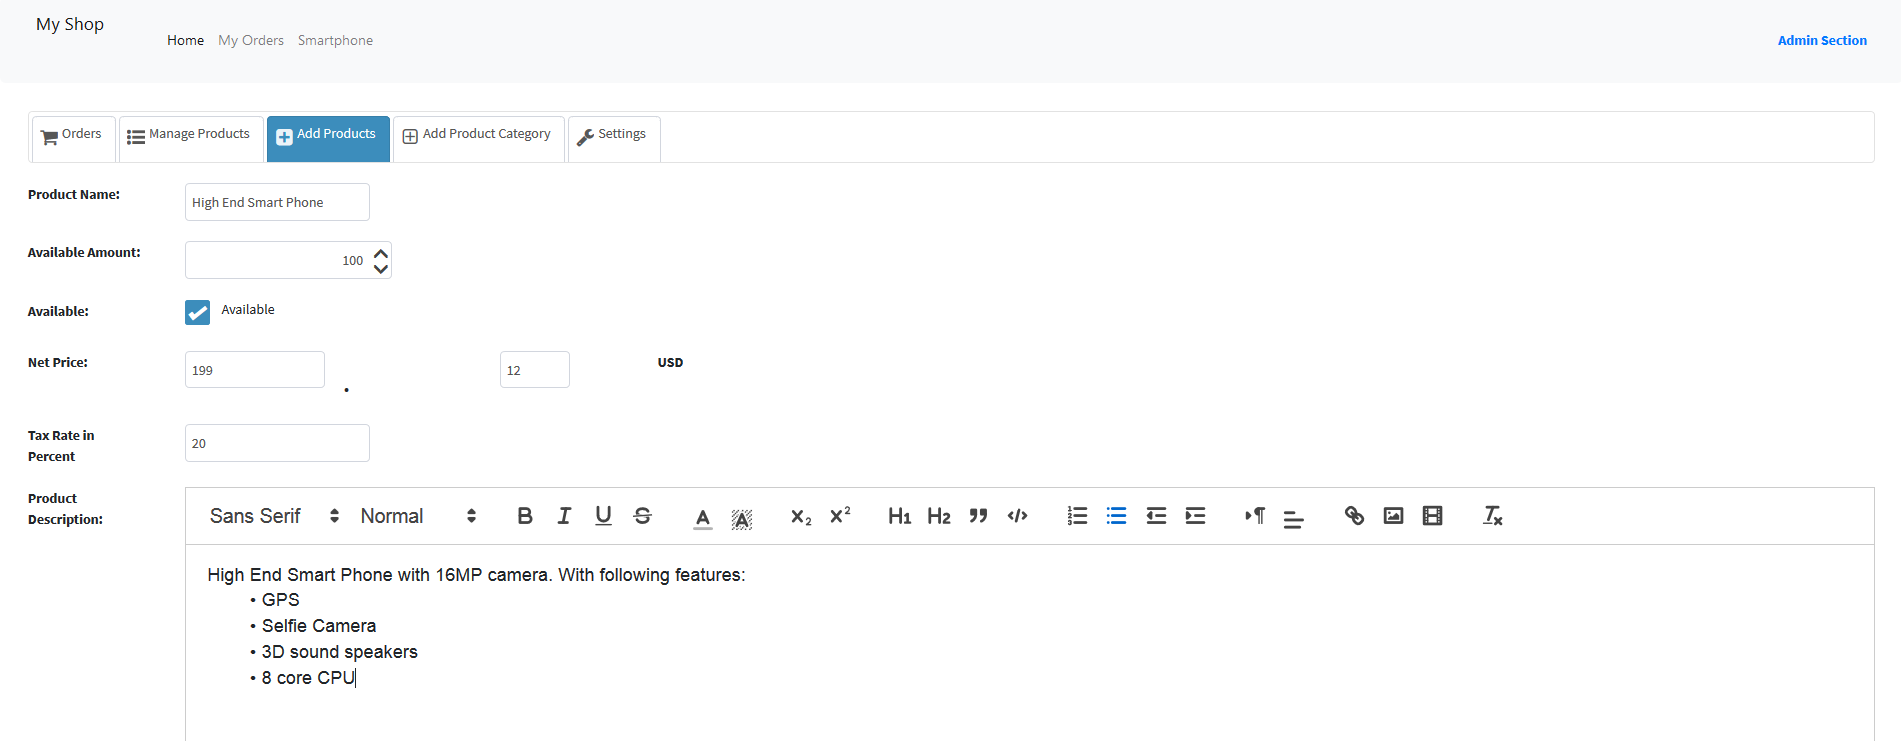 My Shop
Home My Orders Smartphone
Admin Section
Orders Manage Products Add Products Add Product Category Settings
Product Name:
High End Smart Phone
Available Amount:
100
Available:
Available
Net Price:
199 . 12 USD
Tax Rate in
Percent
20
Product
Description:
Sans Serif Normal B I U S A A X2 X2 H1 H2 ” </> Tx
High End Smart Phone with 16MP camera. With following features:
• GPS
• Selfie Camera
• 3D sound speakers
• 8 core CPU